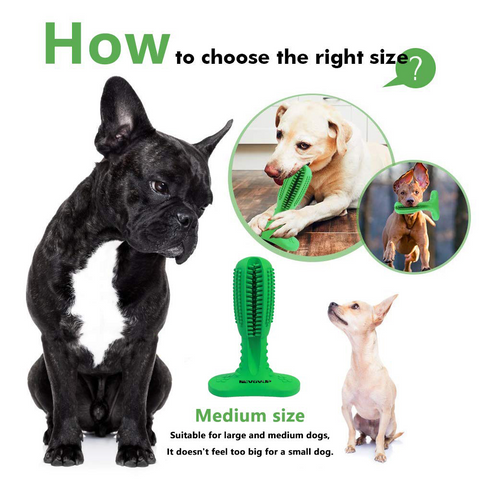 How to choose the right size
?
Medium size
Suitable for large and medium dogs,
It doesn't feel too big for a small dog.